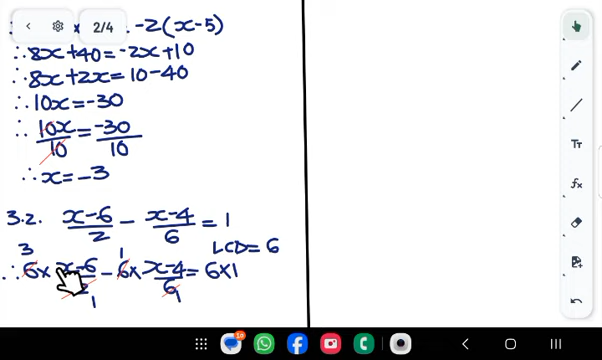 2/4
-2(x-5)
∴8x+40=-2x+10
∴8x+2x=10-40
∴10x=-30
∴10x/10=-30/10
∴x=-3
3.2. x-6/2 - x-4/6 = 1
LCD=6
3 1
∴6×x-6/2 - 6×x-4/6=6×1
1 1
Tт
fx